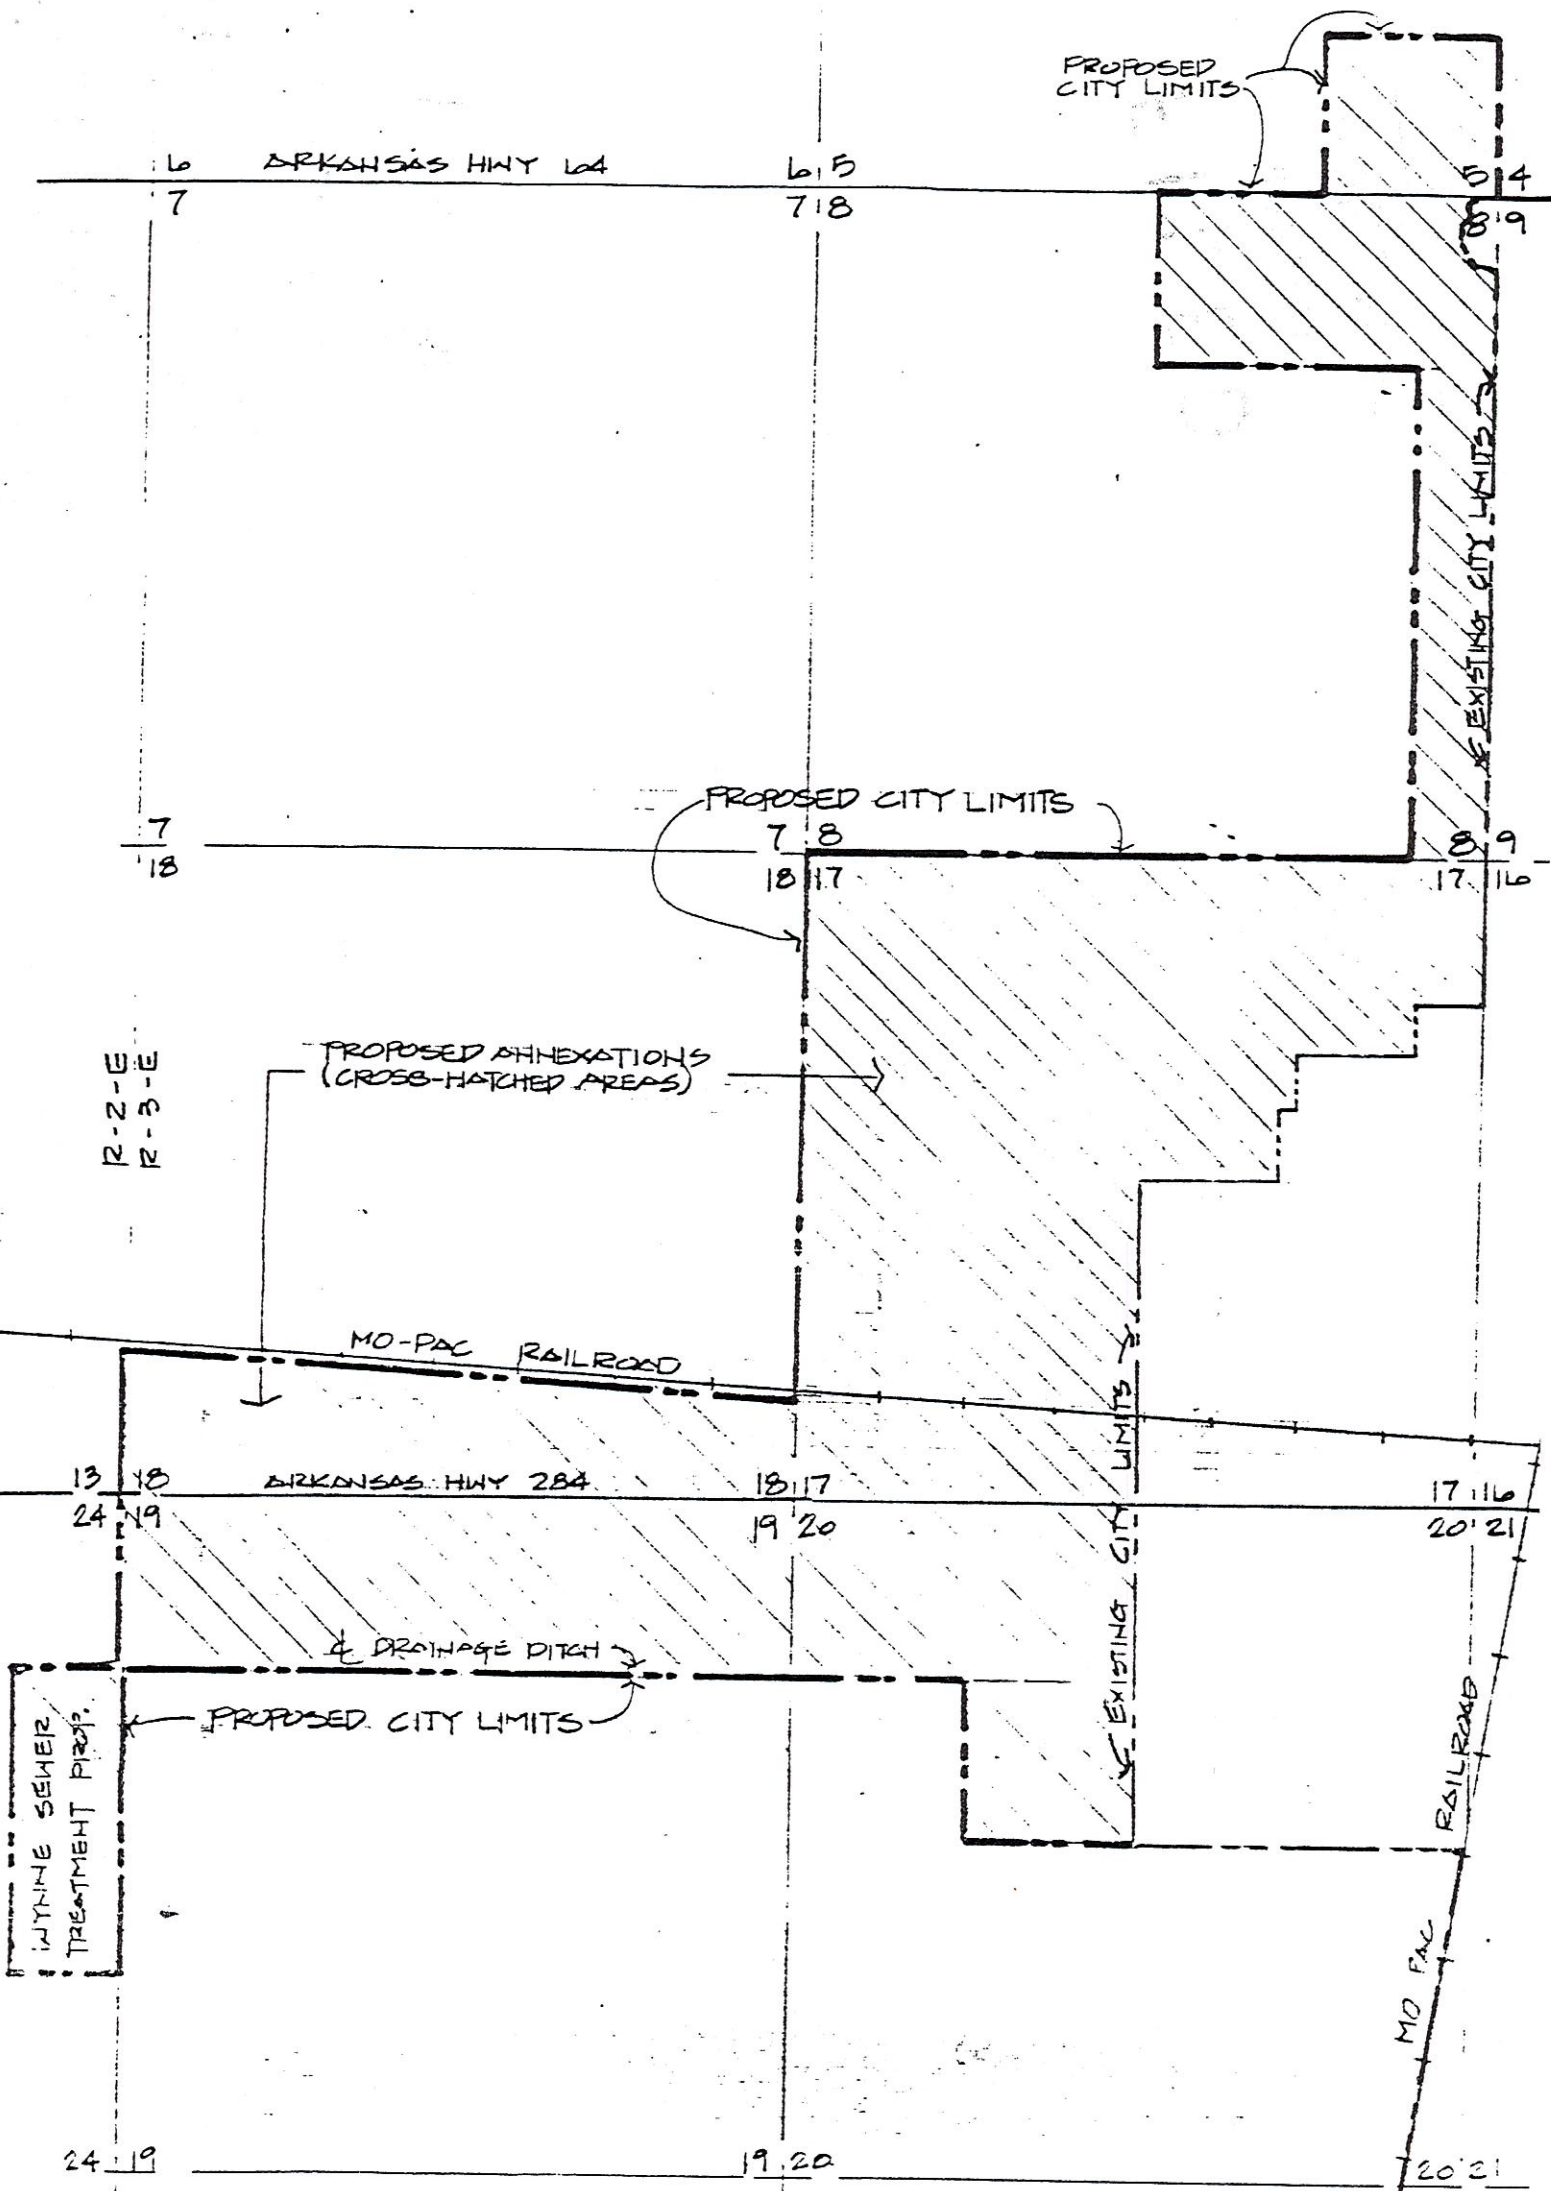 PROPOSED
CITY LIMITS
6 ARKANSAS HWY 64 6 5 5 4
7 7 8 8 9
EXISTING CITY LIMITS
PROPOSED CITY LIMITS
7 7 8 8 9
18 18 17 17 16
R-2-E
R-3-E
PROPOSED ANNEXATIONS
(CROSS-HATCHED AREAS)
MO-PAC RAILROAD
EXISTING CITY LIMITS
13 18 ARKANSAS HWY 284 18 17 17 16
24 19 19 20 20 21
℄ DRAINAGE DITCH
PROPOSED CITY LIMITS
WYNNE SEWER
TREATMENT PROP.
MO PAC RAILROAD
24 19 19 20 20 21